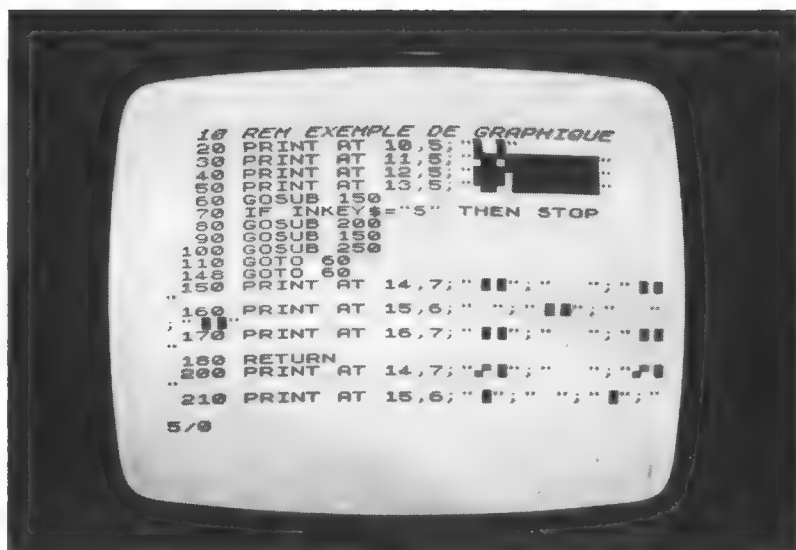 10 REM EXEMPLE DE GRAPHIQUE
20 PRINT AT 10,5;" "
30 PRINT AT 11,5;" "
40 PRINT AT 12,5;" "
50 PRINT AT 13,5;" "
60 GOSUB 150
70 IF INKEY$="S" THEN STOP
80 GOSUB 200
90 GOSUB 150
100 GOSUB 250
110 GOTO 60
148 GOTO 60
150 PRINT AT 14,7;" ▌▌";" ";" ▌▌
"
160 PRINT AT 15,6;" ";" ▌▌";" "
;" ▌▌"
170 PRINT AT 16,7;" ▌▌";" ";" ▌▌
"
180 RETURN
200 PRINT AT 14,7;"▞▌";" ";"▞▌
"
210 PRINT AT 15,6;" ▌";" ";" ▌";"
5/0